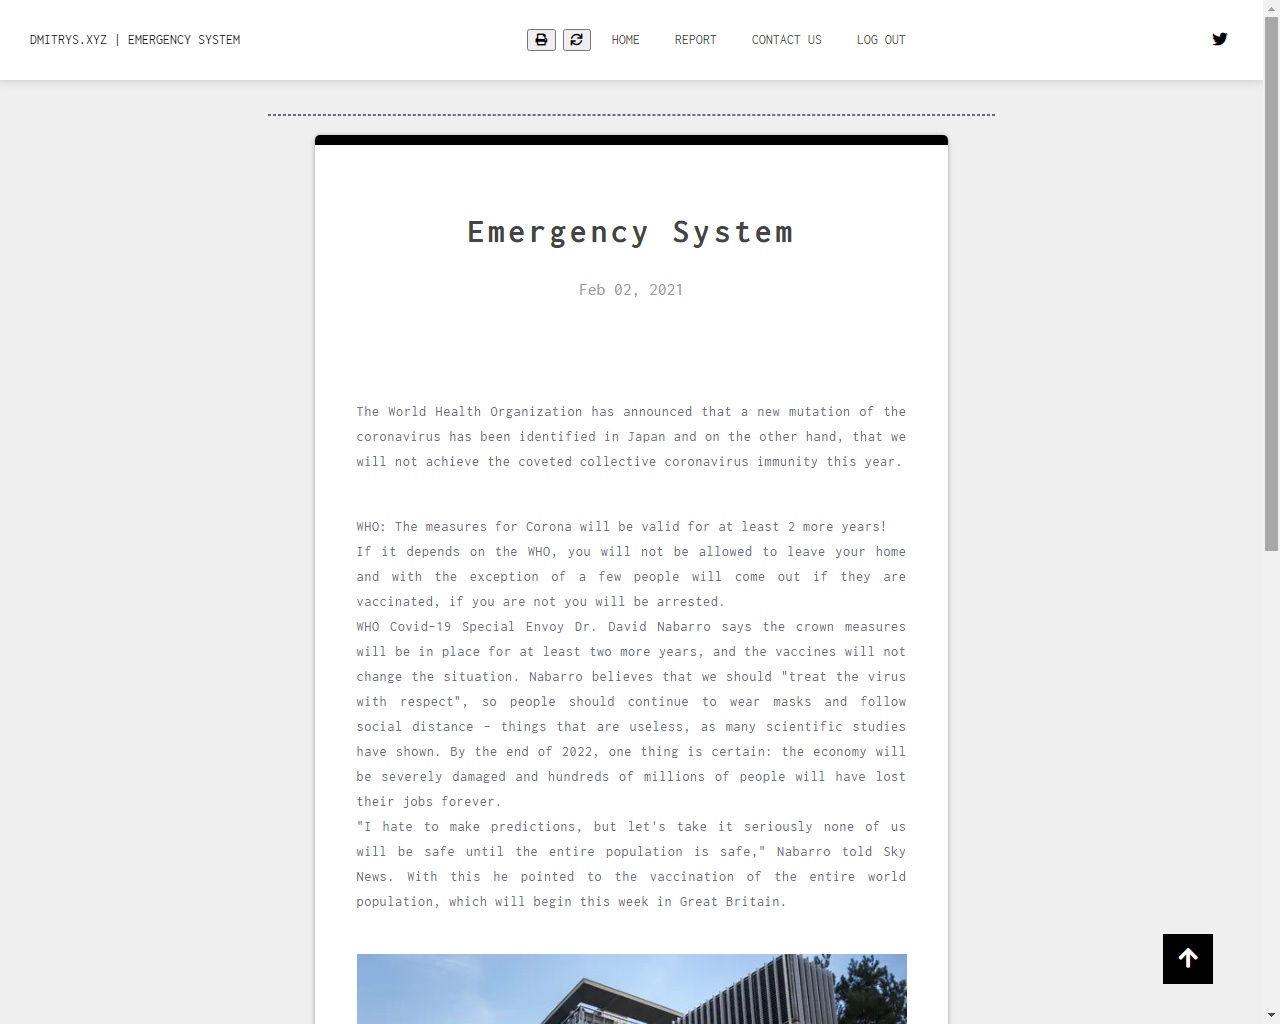 DMITRYS.XYZ | EMERGENCY SYSTEM
HOME
REPORT
CONTACT US
LOG OUT
Emergency System
Feb 02, 2021
The World Health Organization has announced that a new mutation of the
coronavirus has been identified in Japan and on the other hand, that we
will not achieve the coveted collective coronavirus immunity this year.
WHO: The measures for Corona will be valid for at least 2 more years!
If it depends on the WHO, you will not be allowed to leave your home
and with the exception of a few people will come out if they are
vaccinated, if you are not you will be arrested.
WHO Covid-19 Special Envoy Dr. David Nabarro says the crown measures
will be in place for at least two more years, and the vaccines will not
change the situation. Nabarro believes that we should "treat the virus
with respect", so people should continue to wear masks and follow
social distance - things that are useless, as many scientific studies
have shown. By the end of 2022, one thing is certain: the economy will
be severely damaged and hundreds of millions of people will have lost
their jobs forever.
"I hate to make predictions, but let's take it seriously none of us
will be safe until the entire population is safe," Nabarro told Sky
News. With this he pointed to the vaccination of the entire world
population, which will begin this week in Great Britain.